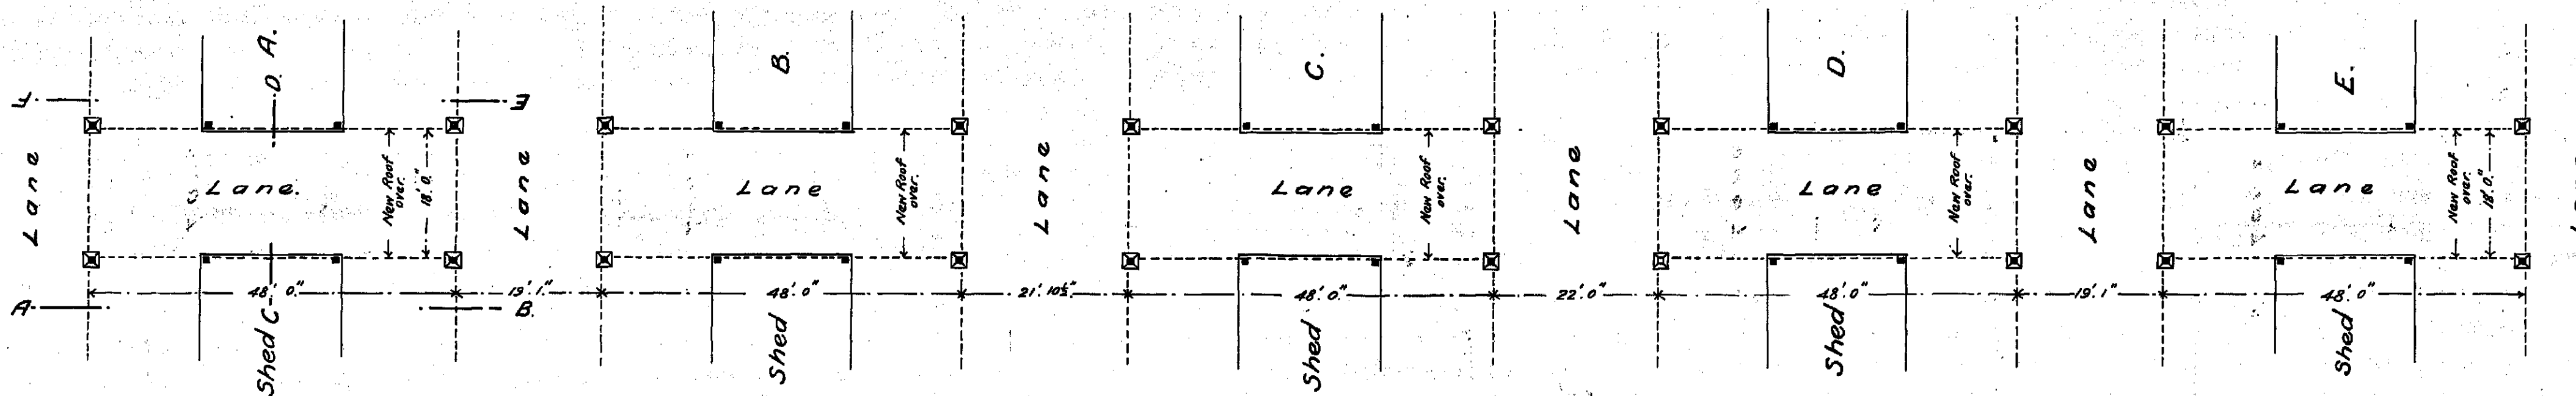 D. A.
B.
C.
D.
E.
F
E
Lane
Lane.
New Roof
over.
18'.0."
Lane
Lane
New Roof
over.
Lane
Lane
New Roof
over.
Lane
Lane
New Roof
over.
Lane
Lane
New Roof
over.
18'.0."
A
48'.0."
19'.1."
48'.0"
21'.10½"
48'.0"
22'.0"
48'.0"
19'.1"
48'.0"
B.
Shed C
Shed
Shed
Shed
Shed